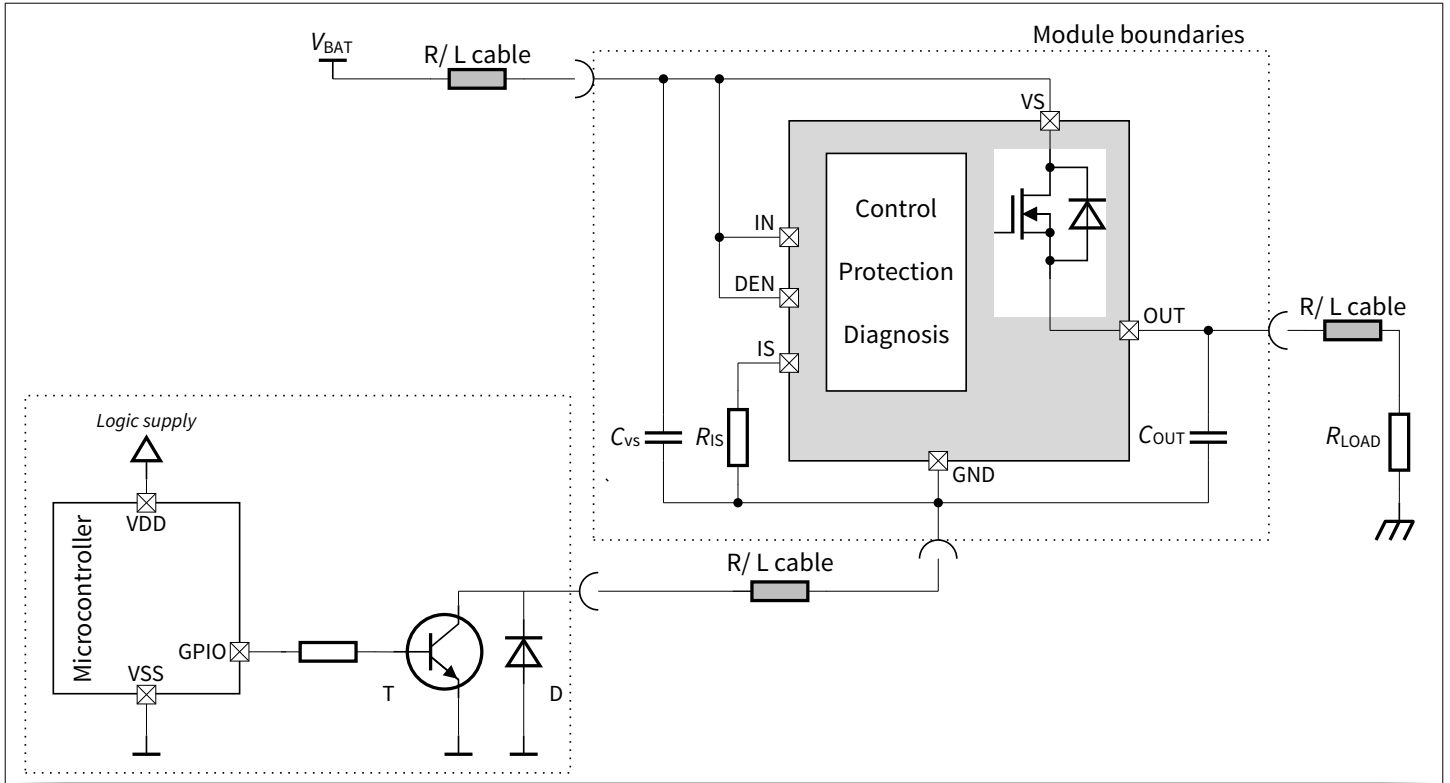 Module boundaries
VBAT
R/ L cable
VS
Control
Protection
Diagnosis
IN
DEN
IS
OUT
R/ L cable
Cvs
RIS
COUT
RLOAD
GND
Logic supply
VDD
Microcontroller
GPIO
VSS
T
D
R/ L cable